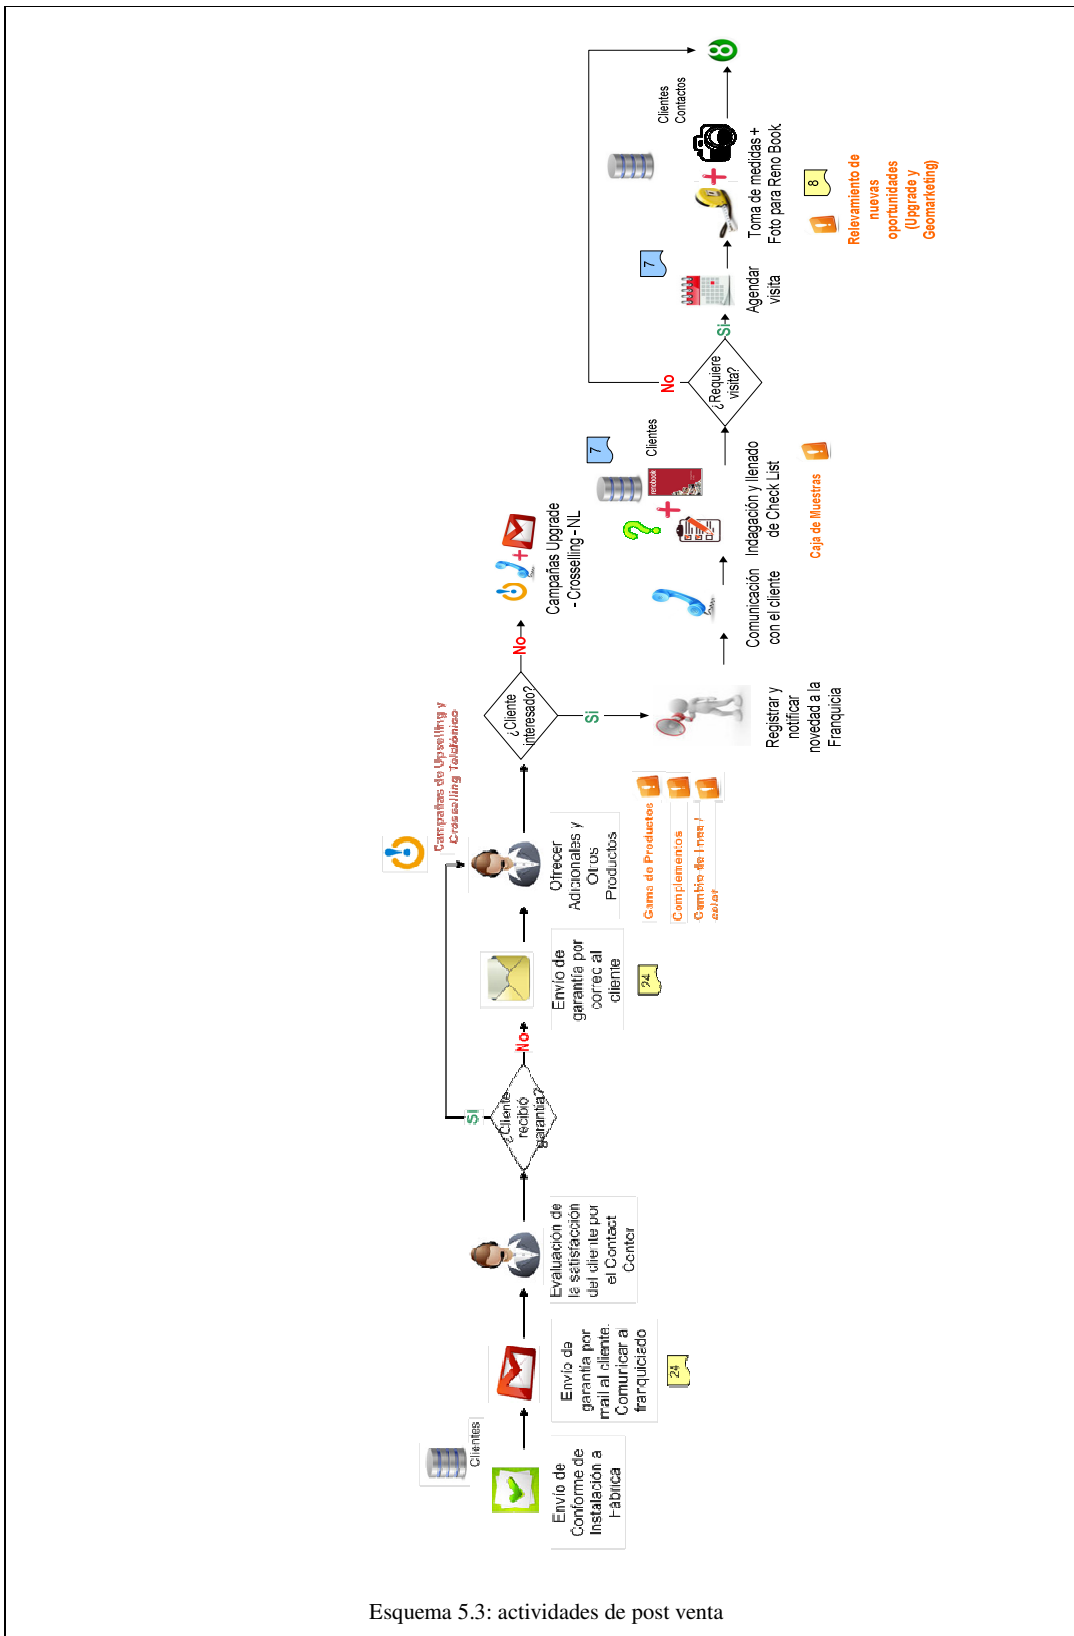 Clientes
Envío de
Conforme de
Instalación a
Fábrica
Envío de
garantía por
mail al cliente.
Comunicar al
franquiciado
24
Evaluación de
la satisfacción
del cliente por
el Contact
Center
¿Cliente
recibió
garantía?
Si
No
Envío de
garantía por
correo al
cliente
24
Campañas de Upselling y
Crosselling Telefónico
Ofrecer
Adicionales y
Otros
Productos
Gama de Productos
Complementos
Cambio de línea /
color
¿Cliente
interesado?
No
Campañas Upgrade
- Crosselling - NL
Si
Registrar y
notificar
novedad a la
Franquicia
Comunicación
con el cliente
7
Clientes
renobook
Indagación y llenado
de Check List
Caja de Muestras
¿Requiere
visita?
No
Si
7
Agendar
visita
Clientes
Contactos
Toma de medidas +
Foto para Reno Book.
8
Relevamiento de
nuevas
oportunidades
(Upgrade y
Geomarketing)
8
Esquema 5.3: actividades de post venta